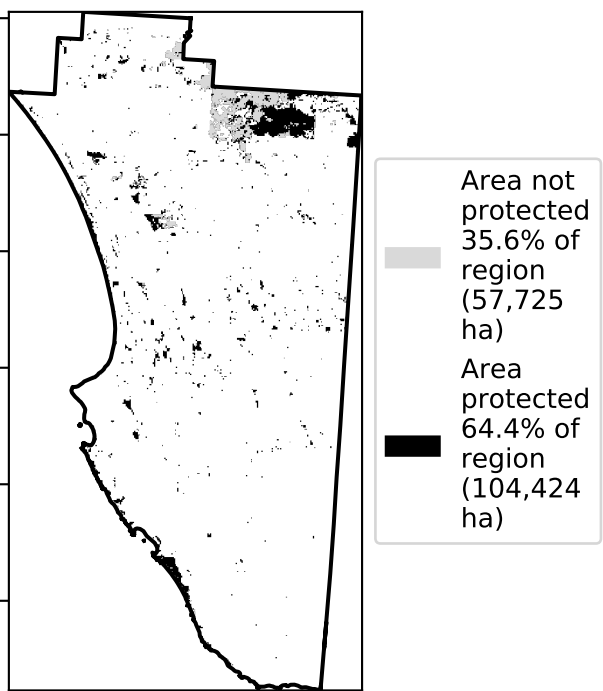 Area not
protected
35.6% of
region
(57,725
ha)
Area
protected
64.4% of
region
(104,424
ha)